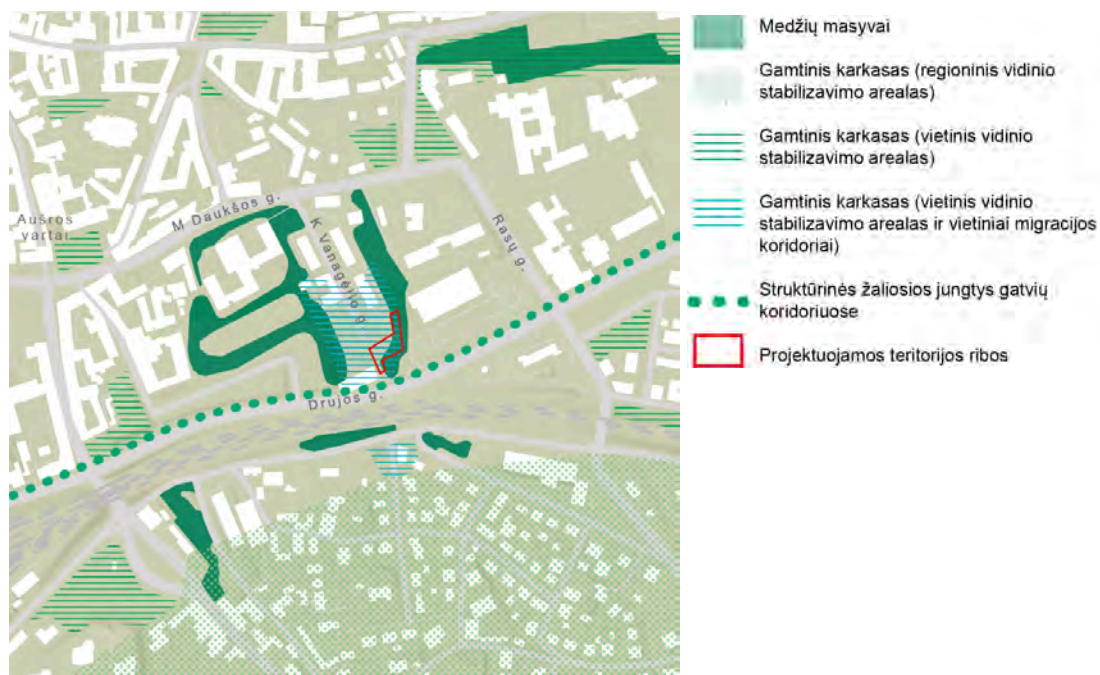 M Daukšos g.
K Vanagėlio g.
Rasų g.
Aušros
vartai
Drujos g.
Medžių masyvai
Gamtinis karkasas (regioninis vidinio
stabilizavimo arealas)
Gamtinis karkasas (vietinis vidinio
stabilizavimo arealas)
Gamtinis karkasas (vietinis vidinio
stabilizavimo arealas ir vietiniai migracijos
koridoriai)
Struktūrinės žaliosios jungtys gatvių
koridoriuose
Projektuojamos teritorijos ribos